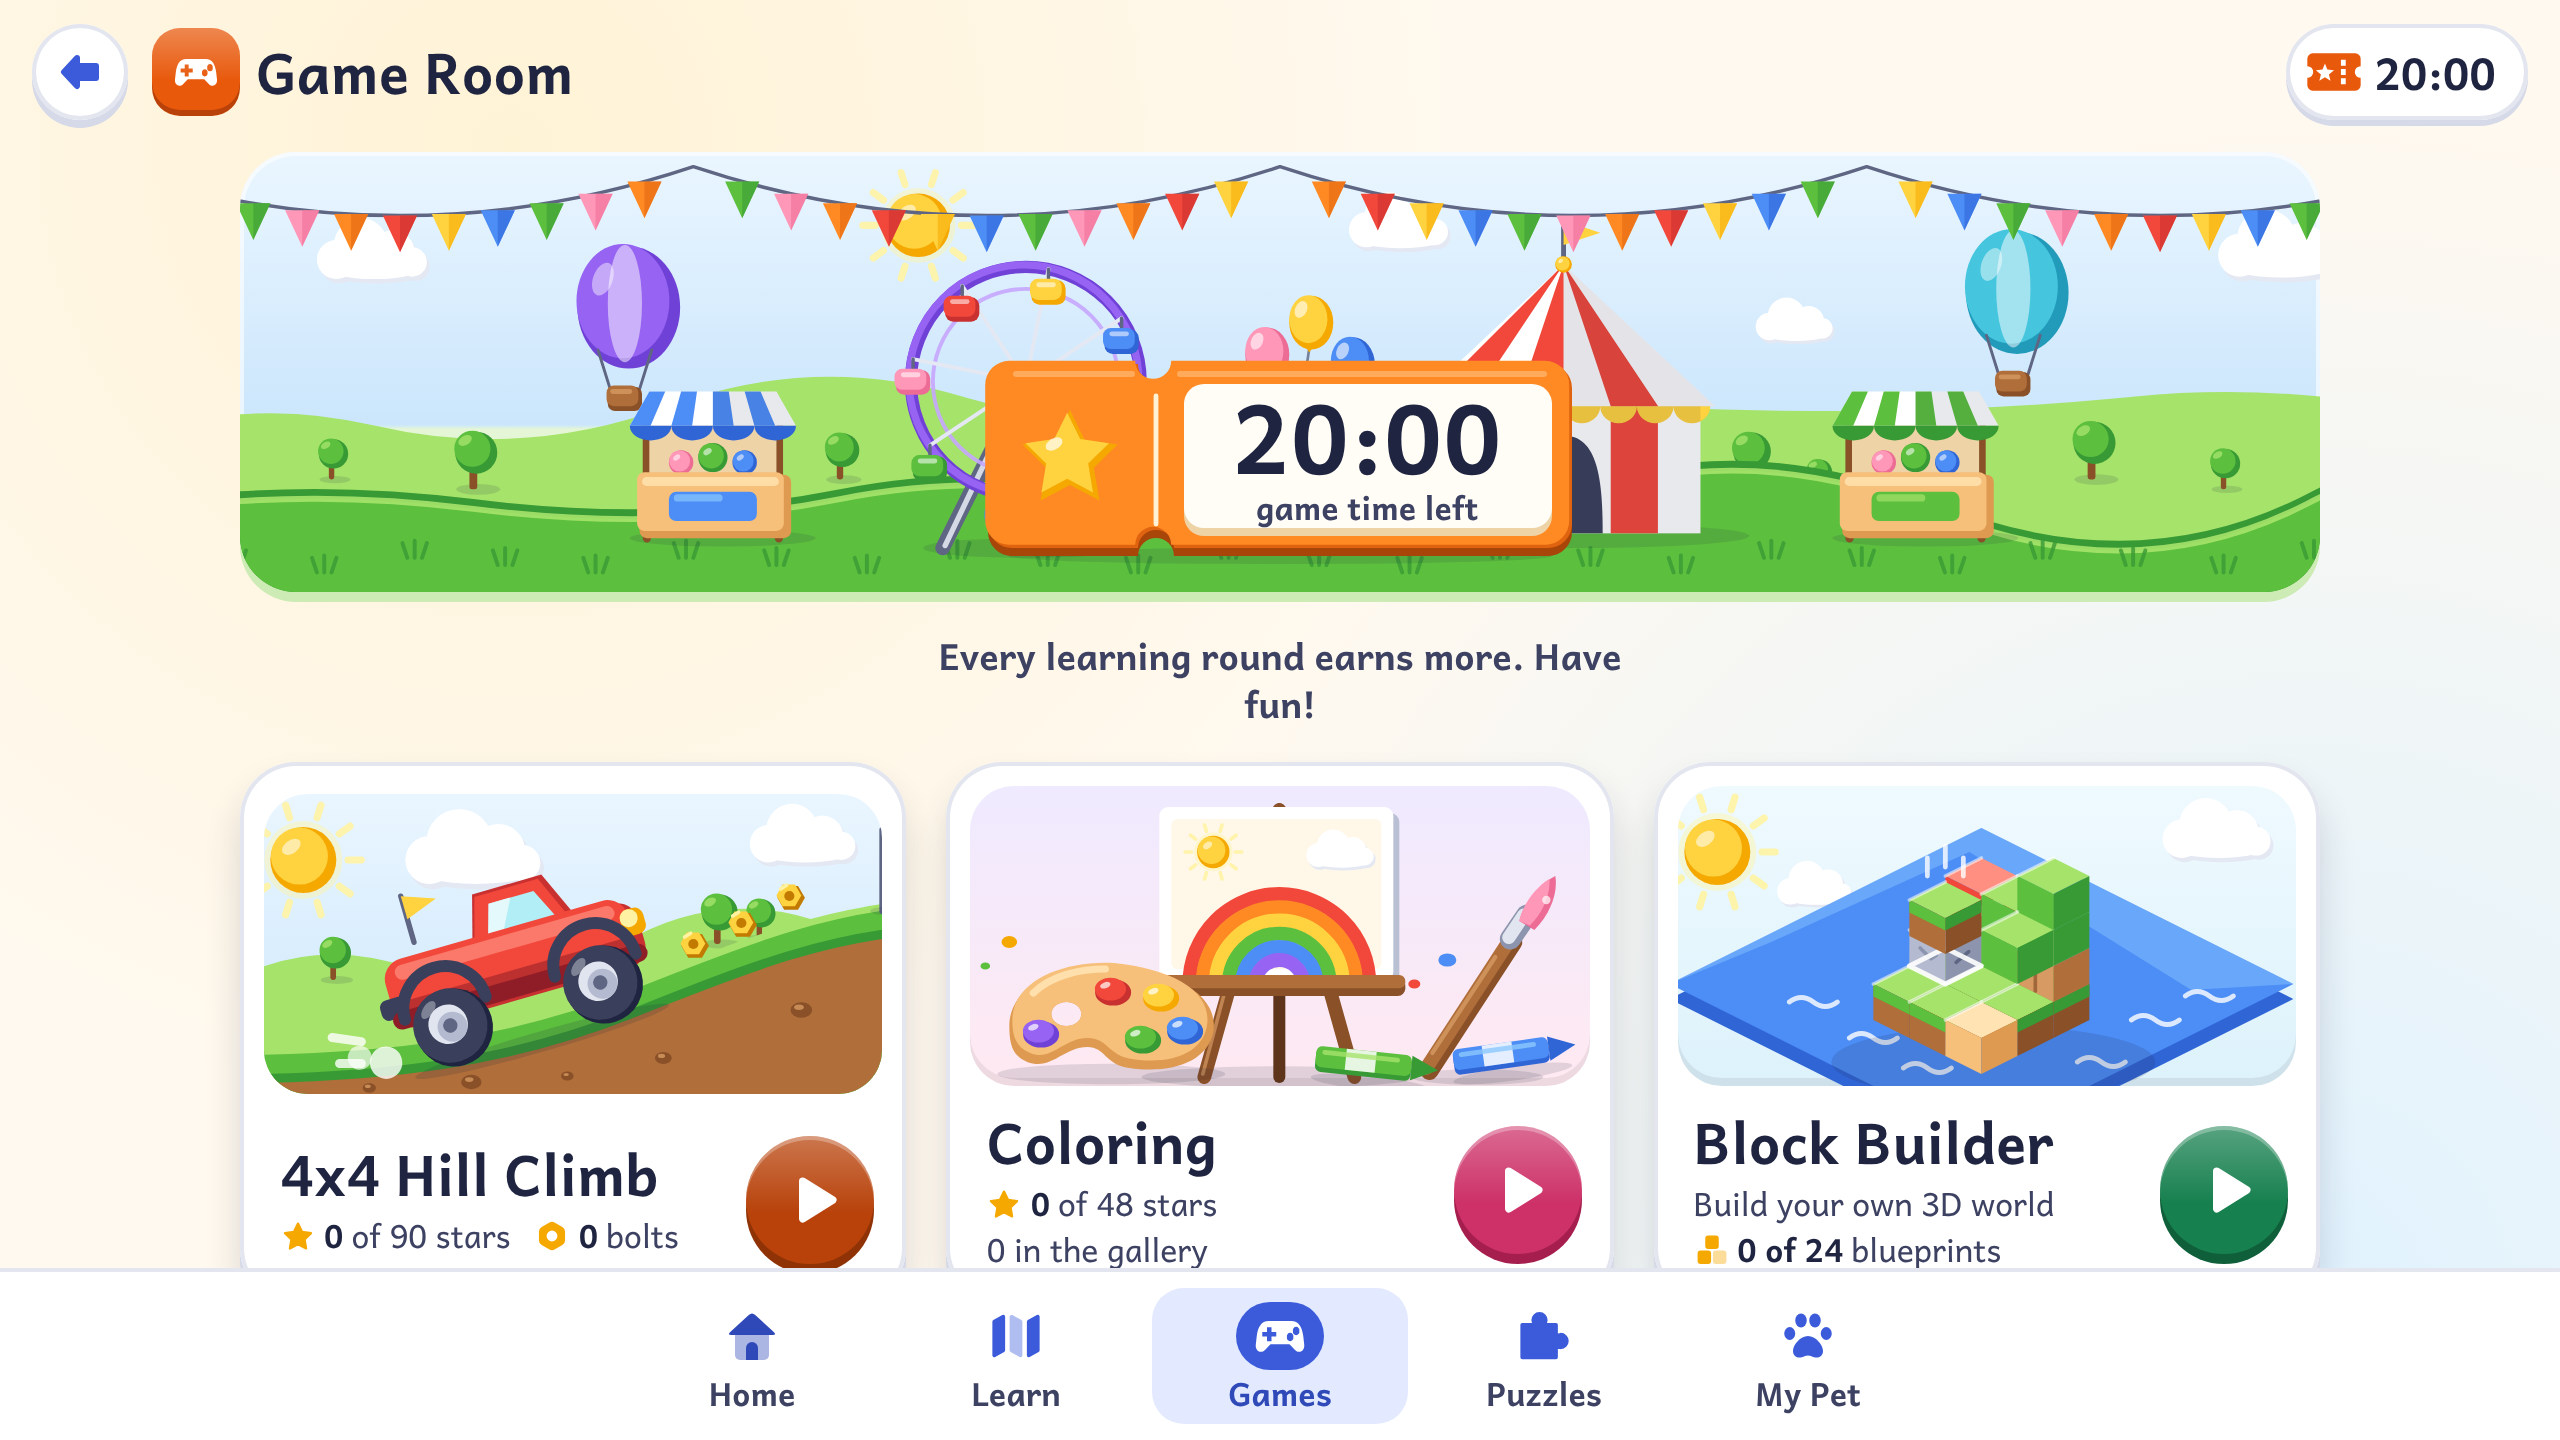 Game Room
20:00
20:00
game time left
Every learning round earns more. Have
fun!
4x4 Hill Climb
0 of 90 stars 0 bolts
Coloring
0 of 48 stars
0 in the gallery
Block Builder
Build your own 3D world
0 of 24 blueprints
Home
Learn
Games
Puzzles
My Pet